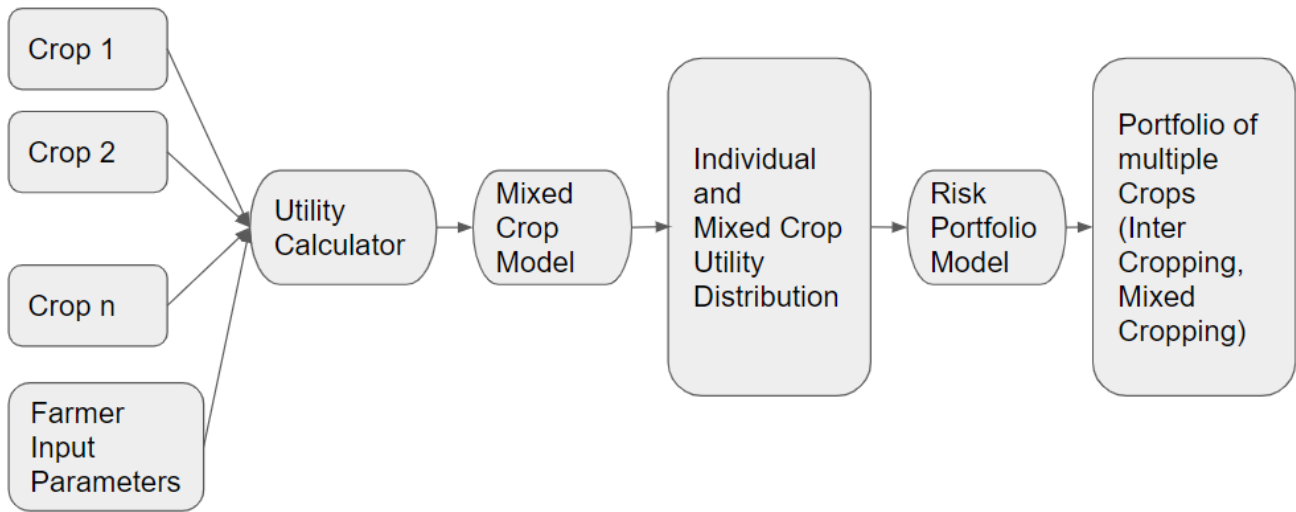 Crop 1
Crop 2
Crop n
Farmer
Input
Parameters
Utility
Calculator
Mixed
Crop
Model
Individual
and
Mixed Crop
Utility
Distribution
Risk
Portfolio
Model
Portfolio of
multiple
Crops
(Inter
Cropping,
Mixed
Cropping)